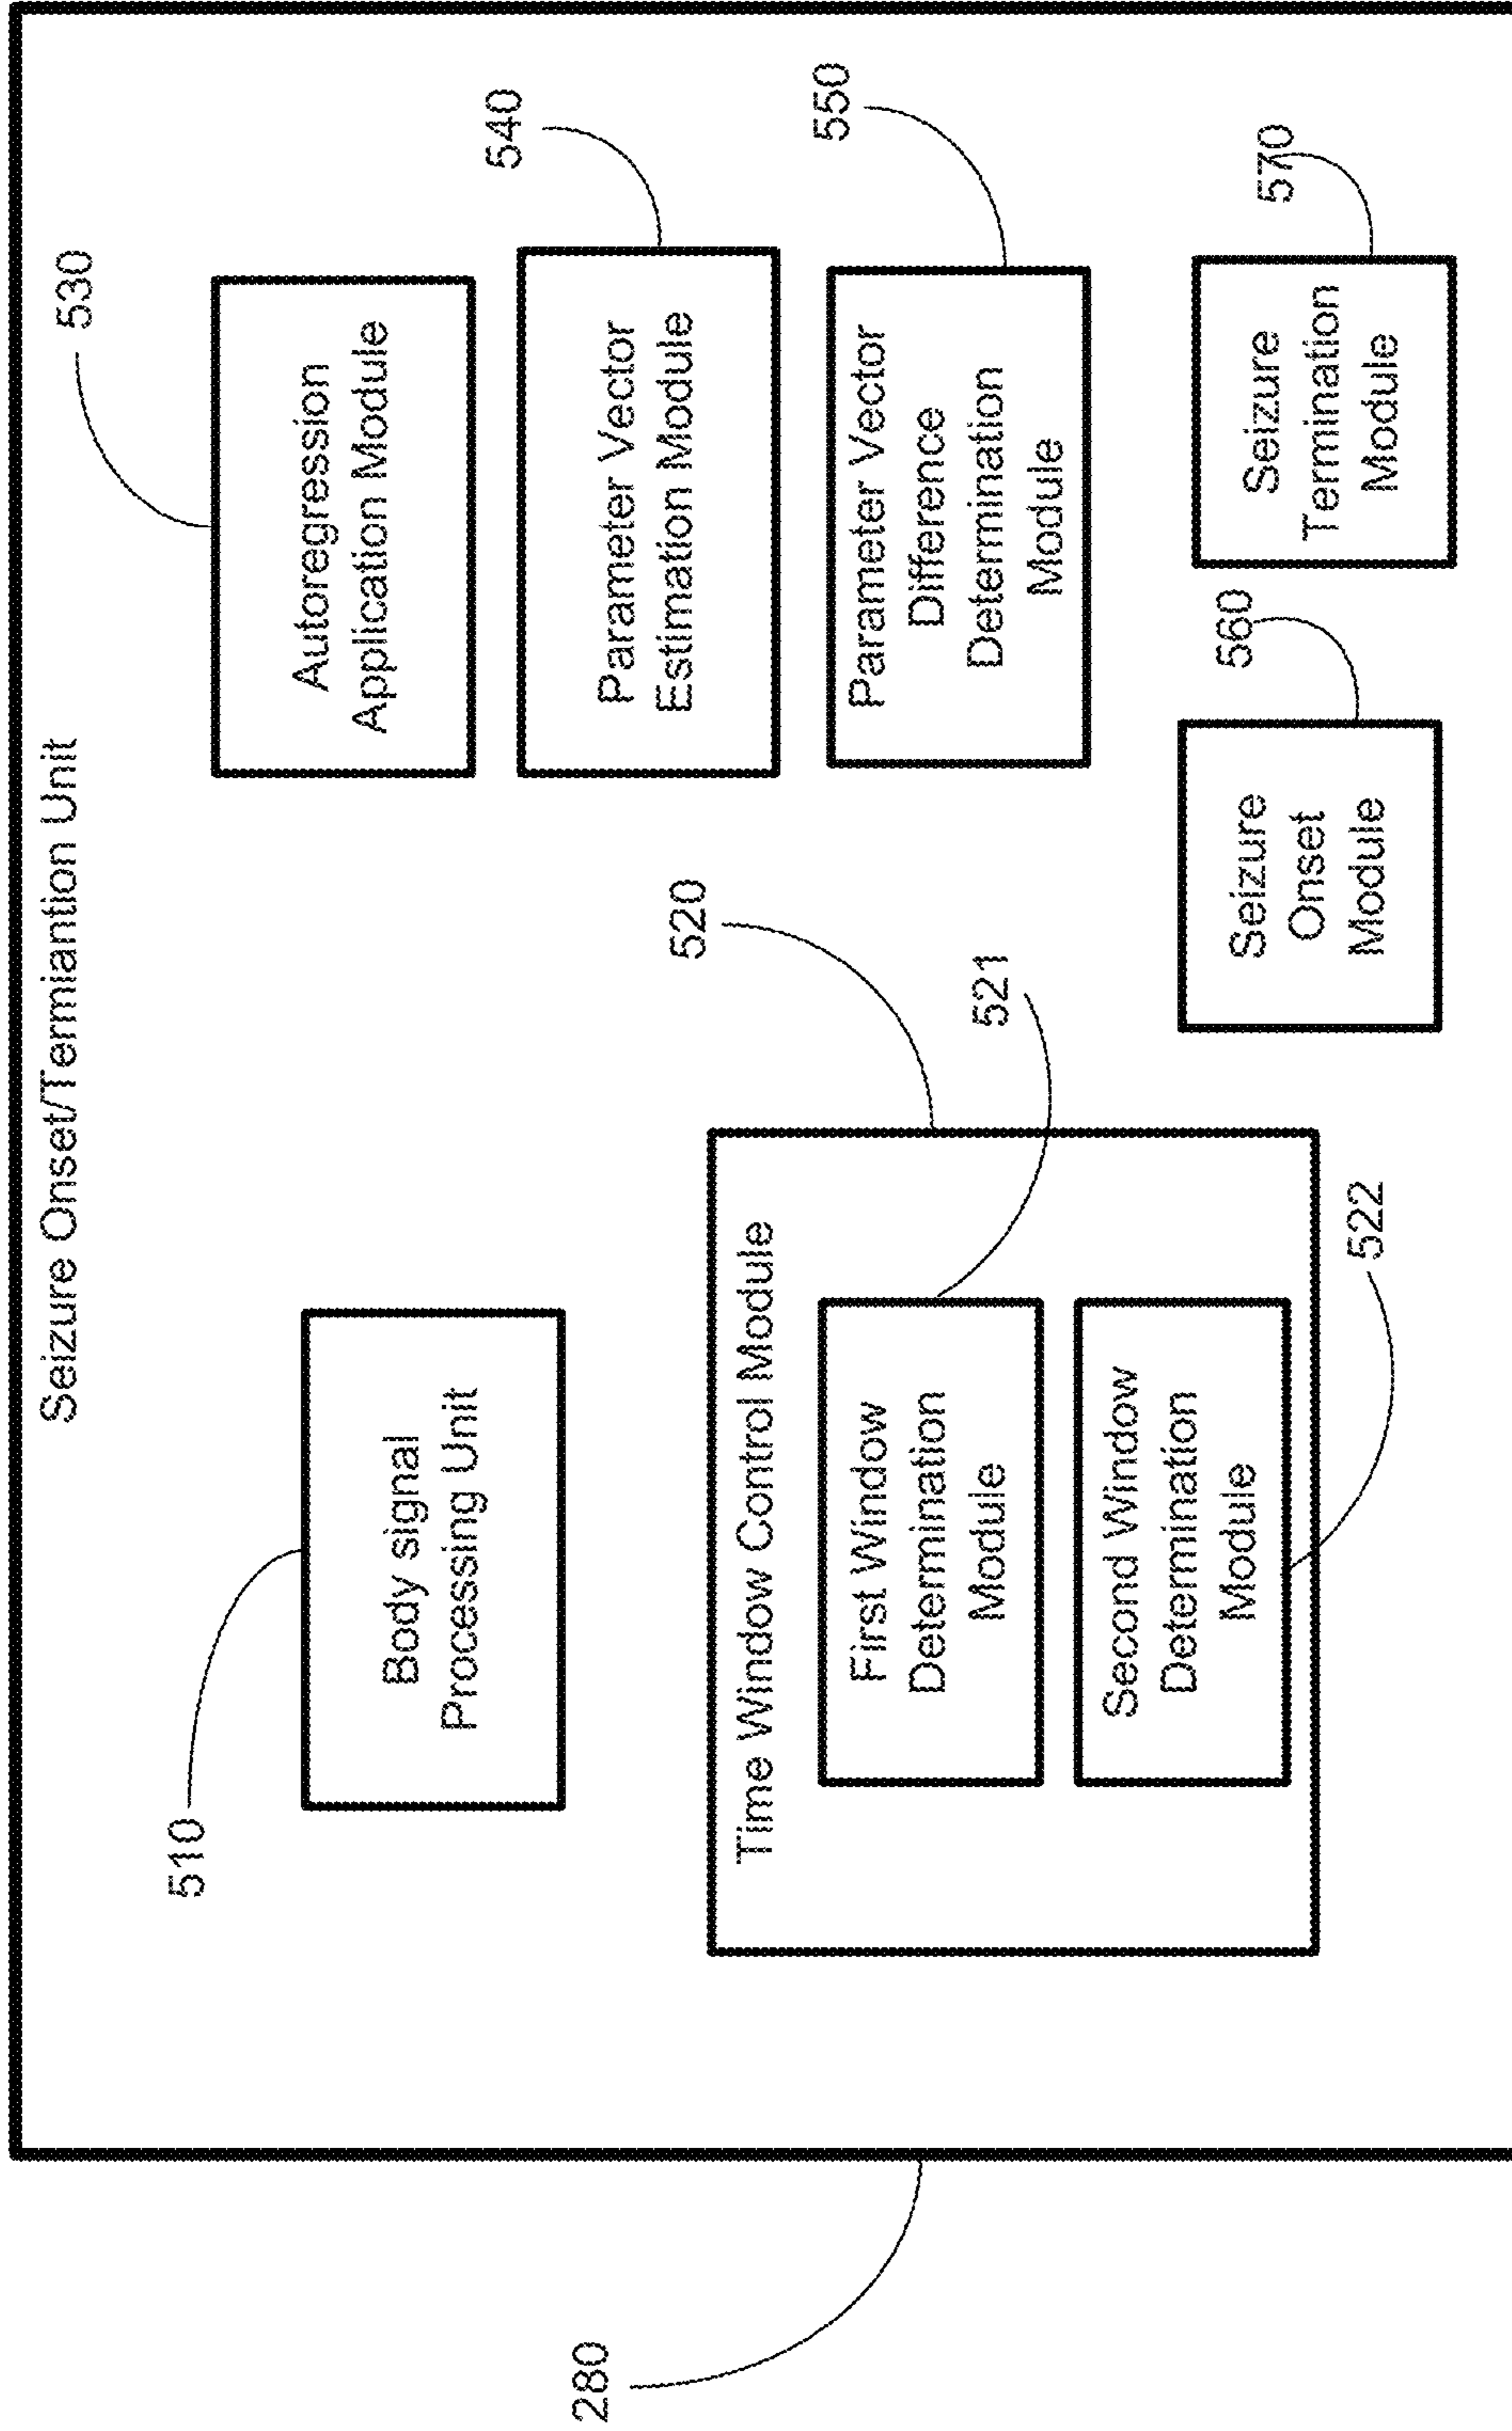 Seizure Onset/Termiantion Unit
510
Body signal
Processing Unit
530
Autoregression
Application Module
540
Parameter Vector
Estimation Module
520
Time Window Control Module
521
First Window
Determination
Module
522
Second Window
Determination
Module
550
Parameter Vector
Difference
Determination
Module
560
Seizure
Onset
Module
570
Seizure
Termination
Module
280